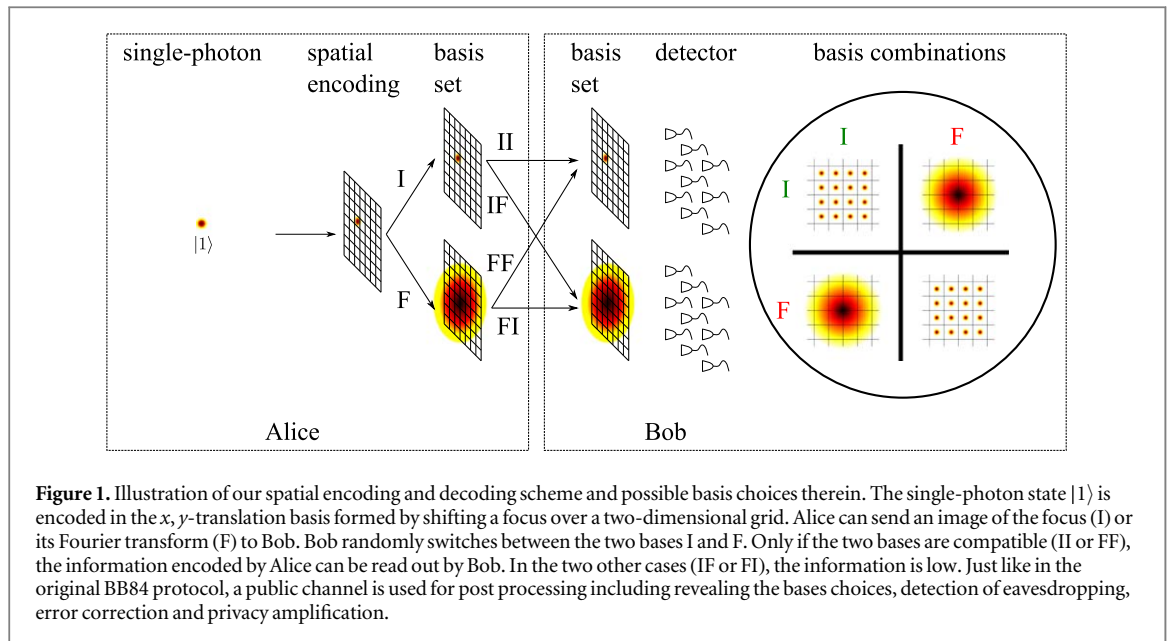 single-photon
spatial
encoding
basis
set
basis
set
detector
basis combinations
|1⟩
I
F
II
IF
FF
FI
I
F
I
F
Alice
Bob
Figure 1. Illustration of our spatial encoding and decoding scheme and possible basis choices therein. The single-photon state |1⟩ is
encoded in the x, y-translation basis formed by shifting a focus over a two-dimensional grid. Alice can send an image of the focus (I) or
its Fourier transform (F) to Bob. Bob randomly switches between the two bases I and F. Only if the two bases are compatible (II or FF),
the information encoded by Alice can be read out by Bob. In the two other cases (IF or FI), the information is low. Just like in the
original BB84 protocol, a public channel is used for post processing including revealing the bases choices, detection of eavesdropping,
error correction and privacy amplification.